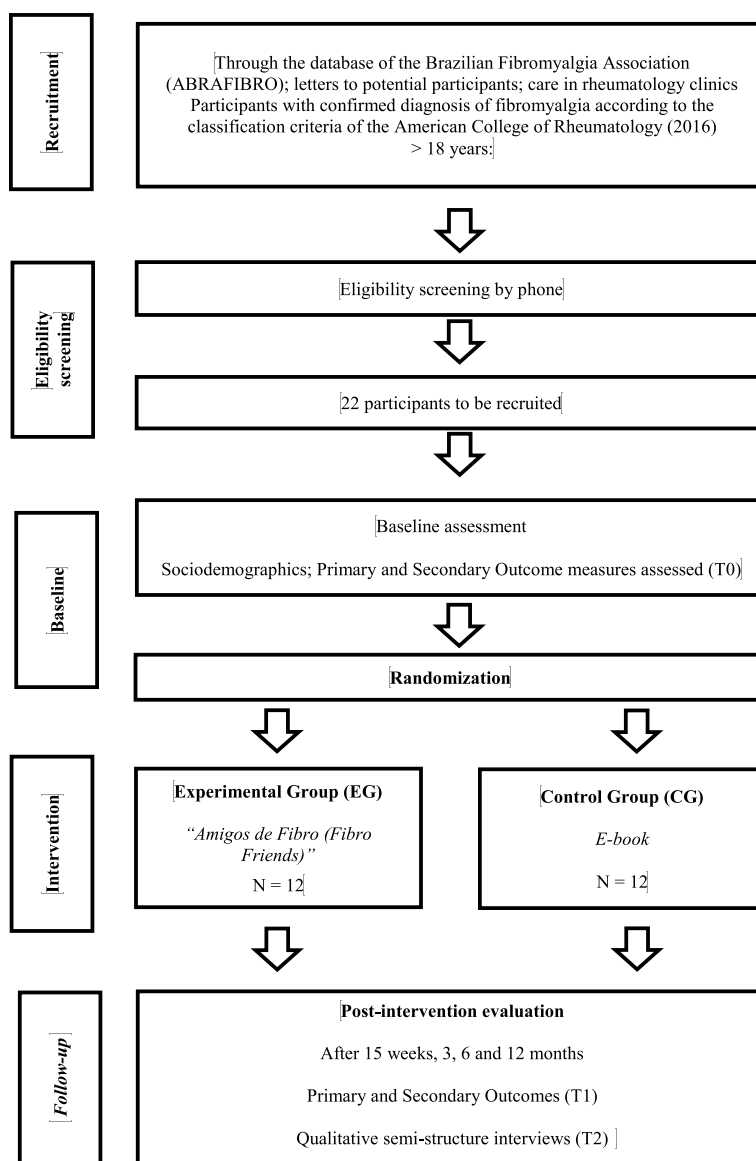 Recruitment
Through the database of the Brazilian Fibromyalgia Association
(ABRAFIBRO); letters to potential participants; care in rheumatology clinics
Participants with confirmed diagnosis of fibromyalgia according to the
classification criteria of the American College of Rheumatology (2016)
> 18 years:
Eligibility
screening
Eligibility screening by phone
22 participants to be recruited
Baseline
Baseline assessment
Sociodemographics; Primary and Secondary Outcome measures assessed (T0)
Randomization
Intervention
Experimental Group (EG)
“Amigos de Fibro (Fibro
Friends)”
N = 12
Control Group (CG)
E-book
N = 12
Follow-up
Post-intervention evaluation
After 15 weeks, 3, 6 and 12 months
Primary and Secondary Outcomes (T1)
Qualitative semi-structure interviews (T2)